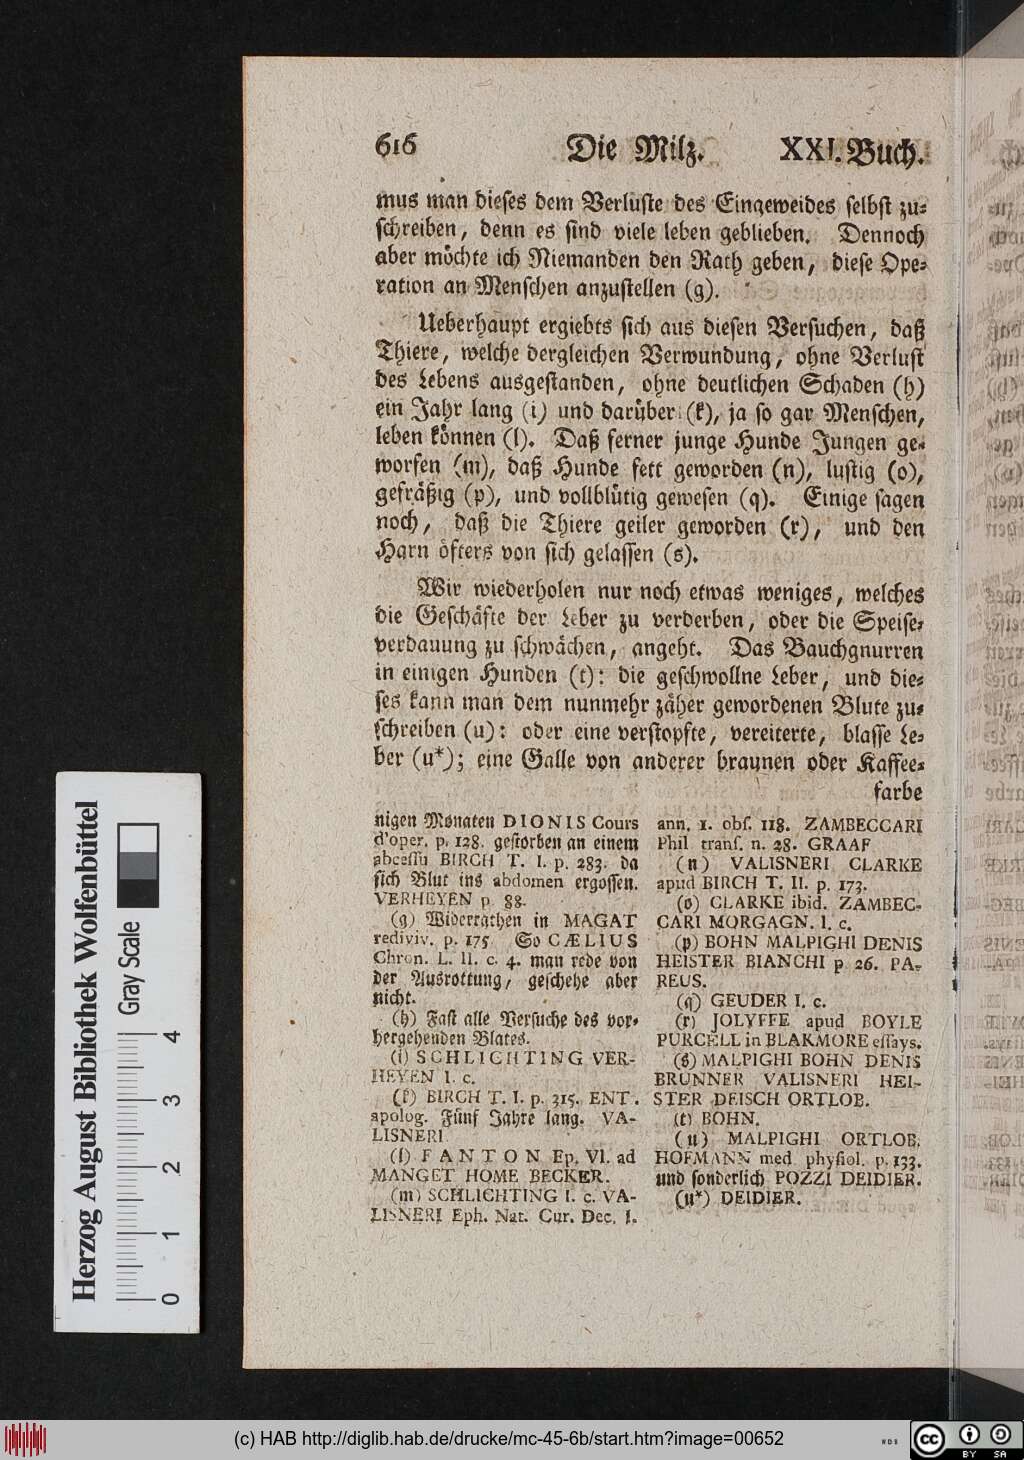 616 Die Milz. XXI. Buch.
mus man dieses dem Verluste des Eingeweides selbst zu-
schreiben, denn es sind viele leben geblieben. Dennoch
aber möchte ich Niemanden den Rath geben, diese Ope-
ration an Menschen anzustellen (g).
Ueberhaupt ergiebts sich aus diesen Versuchen, daß
Thiere, welche dergleichen Verwundung, ohne Verlust
des Lebens ausgestanden, ohne deutlichen Schaden (h)
ein Jahr lang (i) und darüber (k), ja so gar Menschen,
leben können (l). Daß ferner junge Hunde Jungen ge-
worfen (m), daß Hunde fett geworden (n), lustig (o),
gefräßig (p), und vollblütig gewesen (q). Einige sagen
noch, daß die Thiere geiler geworden (r), und den
Harn öfters von sich gelassen (s).
Wir wiederholen nur noch etwas weniges, welches
die Geschäfte der Leber zu verderben, oder die Speise-
verdauung zu schwächen, angeht. Das Bauchgnurren
in einigen Hunden (t): die geschwollne Leber, und die-
ses kann man dem nunmehr zäher gewordenen Blute zu-
schreiben (u): oder eine verstopfte, vereiterte, blasse Le-
ber (u*); eine Galle von anderer braunen oder Kaffee-
farbe
nigen Monaten DIONIS Cours
d'oper. p. 128. gestorben an einem
abcessu BIRCH T. I. p. 283. da
sich Blut ins abdomen ergossen.
VERHEYEN p. 88.
(g) Widerrathen in MAGAT
rediviv. p. 175 So CÆLIUS
Chron. L. II. c. 4. man rede von
der Ausrottung, geschehe aber
nicht.
(h) Fast alle Versuche des vor-
hergehenden Blates.
(i) SCHLICHTING VER-
HEYEN l. c.
(k) BIRCH T. I. p. 315. ENT.
apolog. Fünf Jahre lang. VA-
LISNERI
(l) FANTON Ep. VI. ad
MANGET HOME BECKER.
(m) SCHLICHTING l. c. VA-
LISNERI Eph. Nat. Cur. Dec. I.
ann. 1. obs. 118. ZAMBECCARI
Phil trans. n. 28. GRAAF
(n) VALISNERI CLARKE
apud BIRCH T. II. p. 173.
(o) CLARKE ibid. ZAMBEC-
CARI MORGAGN. l. c.
(p) BOHN MALPIGHI DENIS
HEISTER BIANCHI p 26. PA-
REUS.
(q) GEUDER l. c.
(r) JOLYFFE apud BOYLE
PURCELL in BLAKMORE essays.
(s) MALPIGHI BOHN DENIS
BRUNNER VALISNERI HEI-
STER DEISCH ORTLOB.
(t) BOHN.
(u) MALPIGHI ORTLOB.
HOFMANN med. physiol. p. 133.
und sonderlich POZZI DEIDIER.
(u*) DEIDIER.
Herzog August Bibliothek Wolfenbüttel
Gray Scale
0 1 2 3 4
(c) HAB http://diglib.hab.de/drucke/mc-45-6b/start.htm?image=00652
WDB
cc BY SA